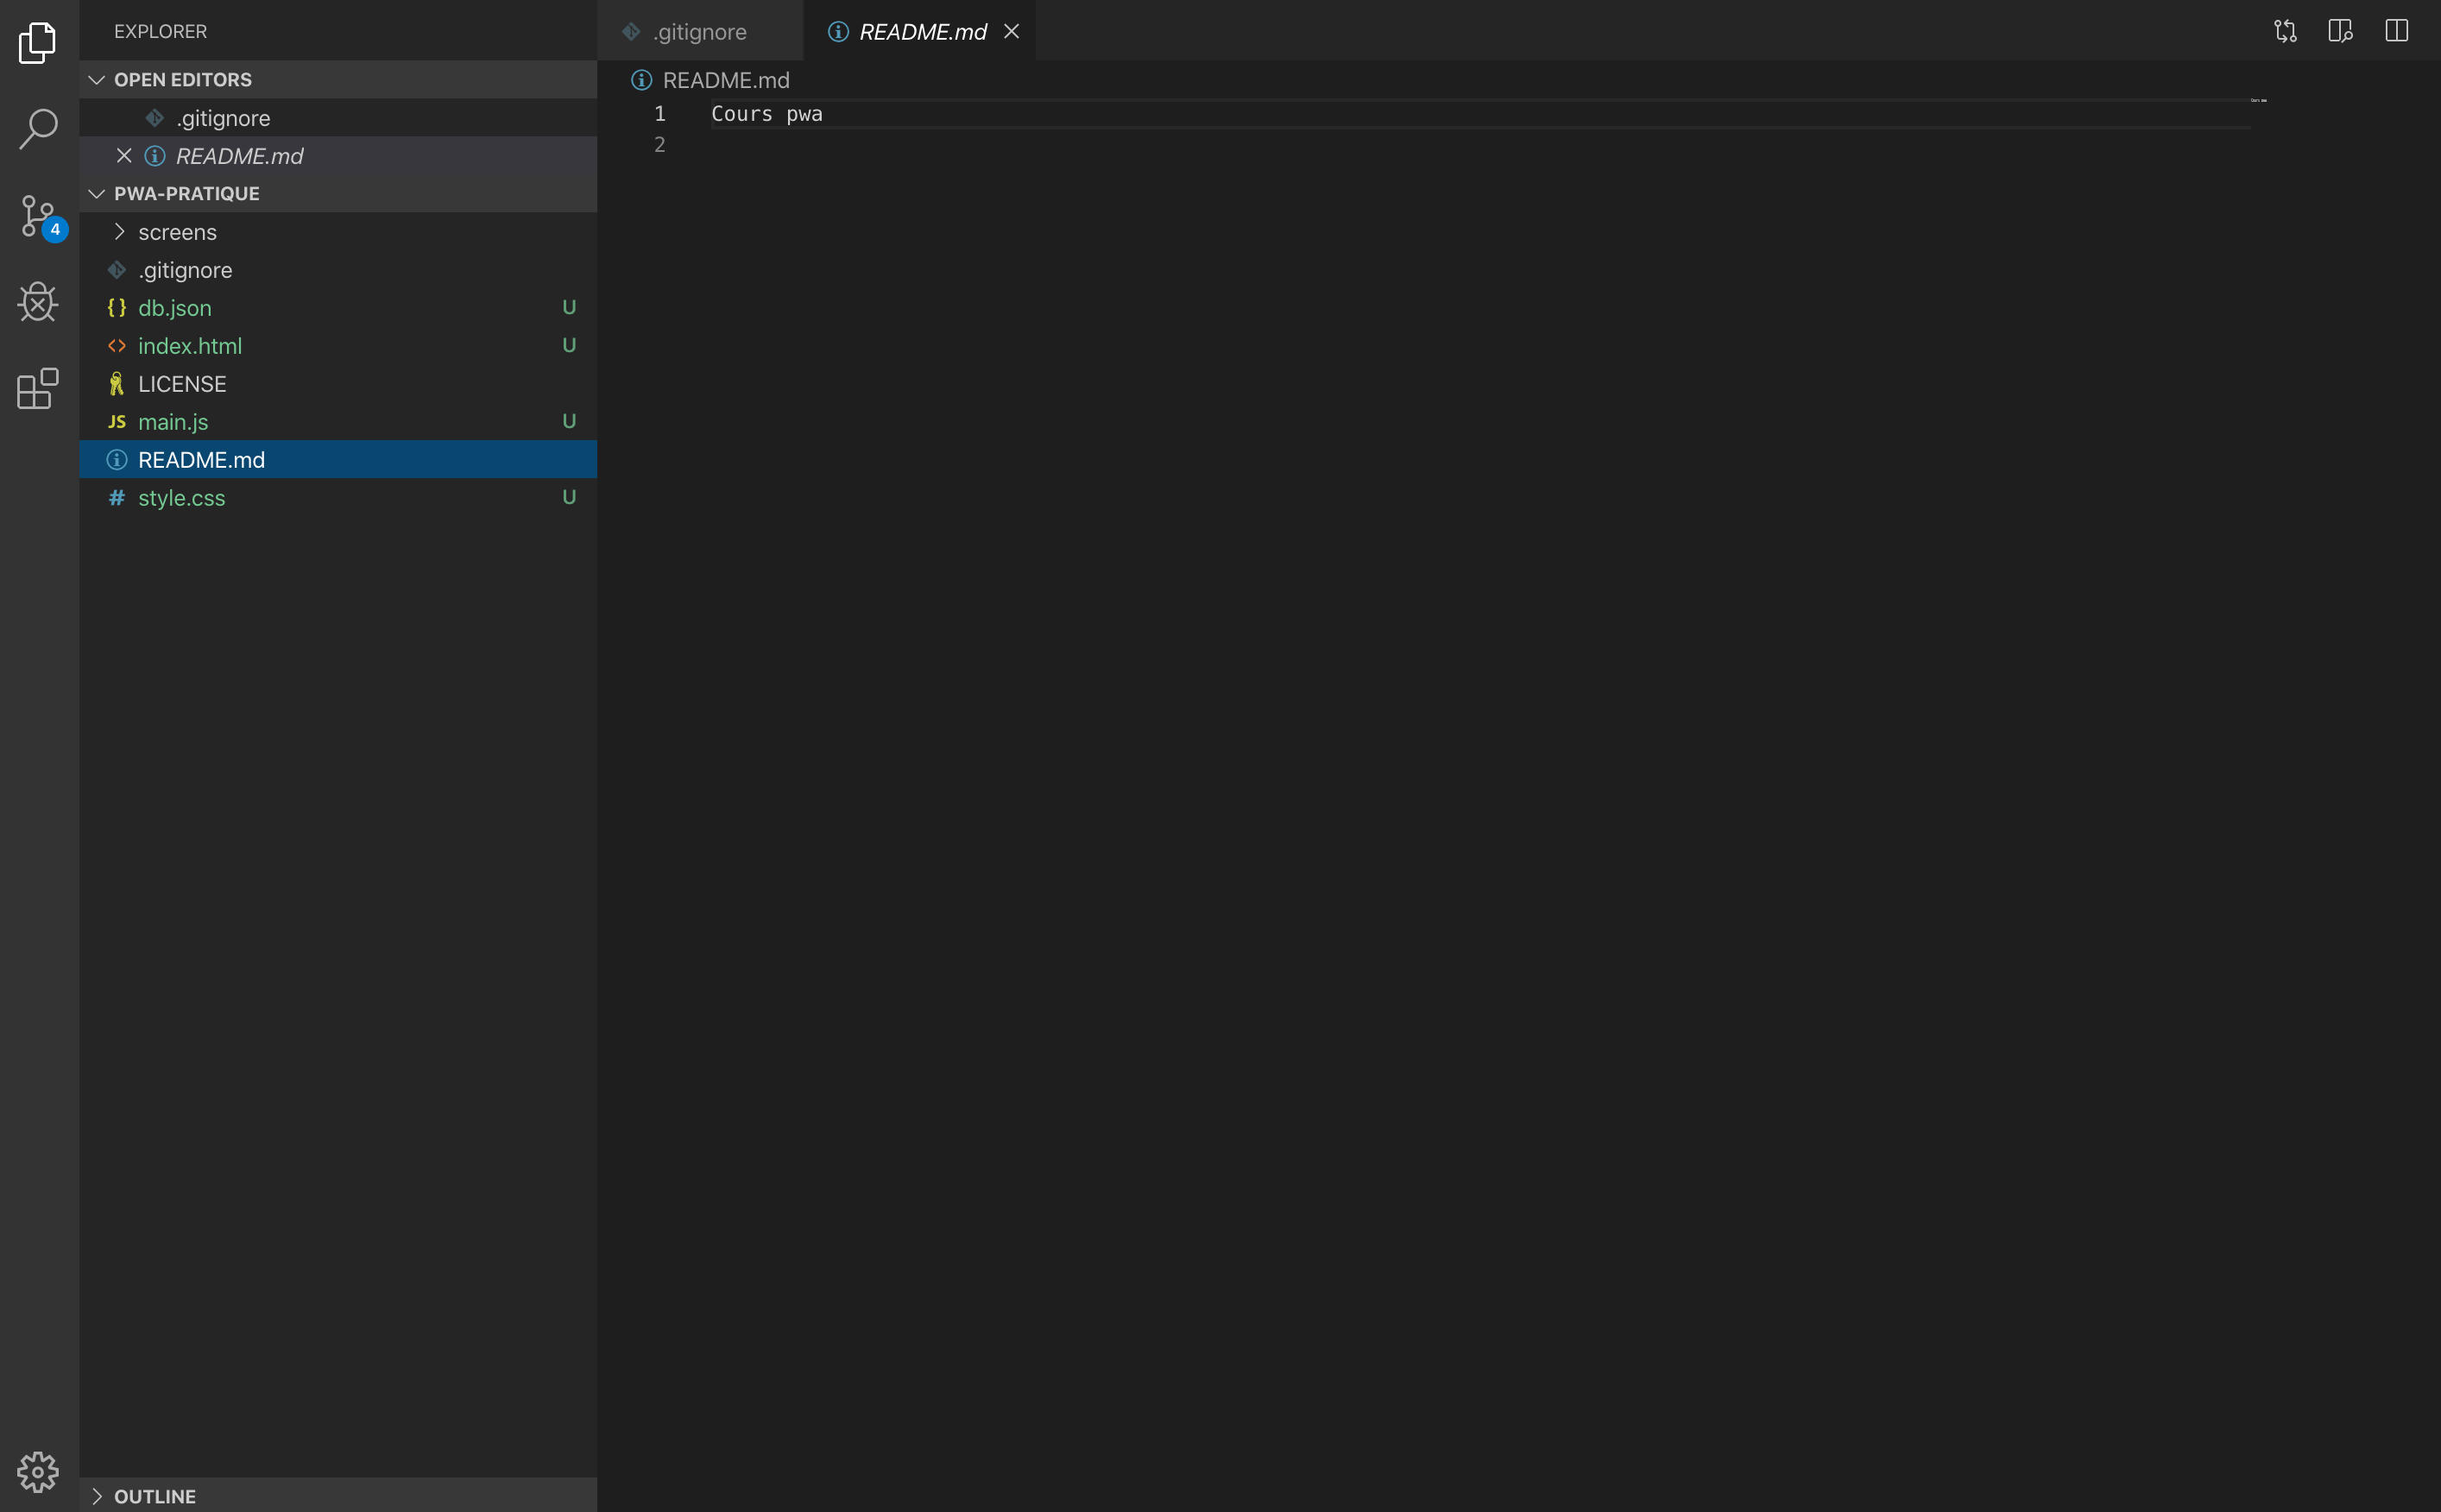 EXPLORER
OPEN EDITORS
.gitignore
README.md
PWA-PRATIQUE
screens
.gitignore
{} db.json U
<> index.html U
LICENSE
JS main.js U
README.md
# style.css U
OUTLINE
4
.gitignore
README.md
README.md
1 Cours pwa
2